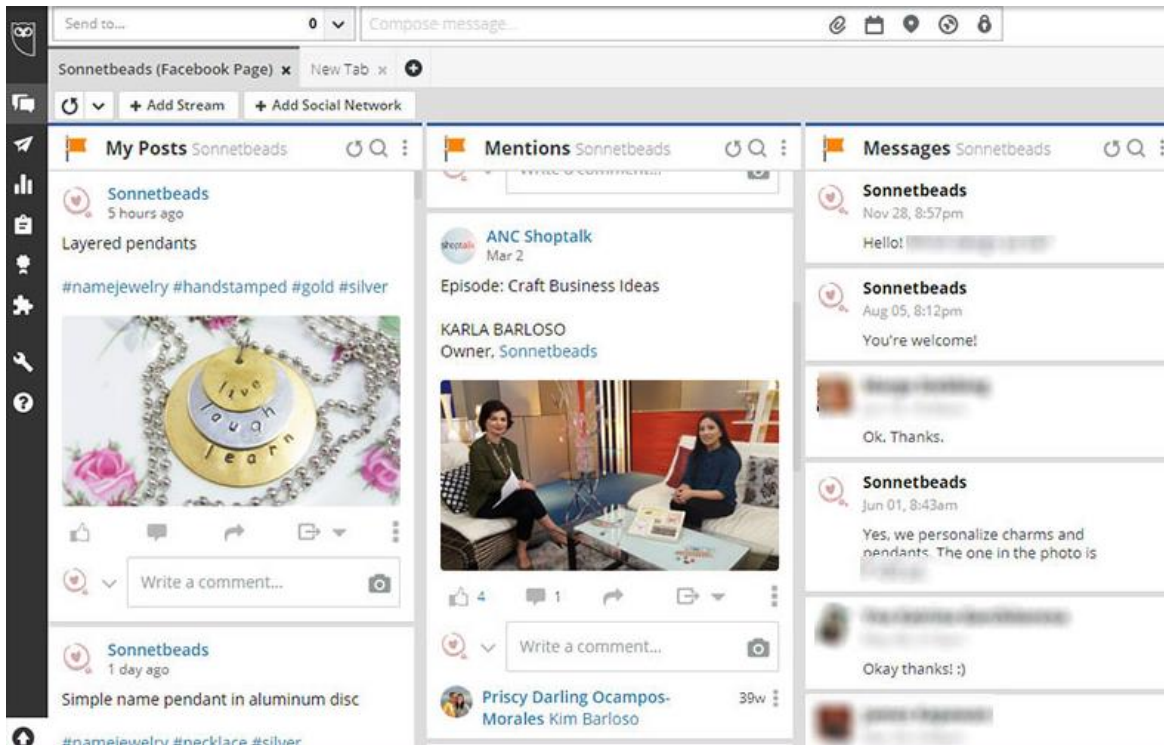 Send to...
0
Compose message...
Sonnetbeads (Facebook Page) x
New Tab x
+ Add Stream
+ Add Social Network
My Posts Sonnetbeads
Sonnetbeads
5 hours ago
Layered pendants
#namejewelry #handstamped #gold #silver
live
laugh
learn
Write a comment...
Sonnetbeads
1 day ago
Simple name pendant in aluminum disc
#namejewelry #necklace #silver
Mentions Sonnetbeads
Write a comment...
shoptalk
ANC Shoptalk
Mar 2
Episode: Craft Business Ideas
KARLA BARLOSO
Owner, Sonnetbeads
4
1
Write a comment...
Priscy Darling Ocampos-
Morales Kim Barloso
39w
Messages Sonnetbeads
Sonnetbeads
Nov 28, 8:57pm
Hello!
Sonnetbeads
Aug 05, 8:12pm
You're welcome!
Ok. Thanks.
Sonnetbeads
Jun 01, 8:43am
Yes, we personalize charms and
pendants. The one in the photo is
Okay thanks! :)